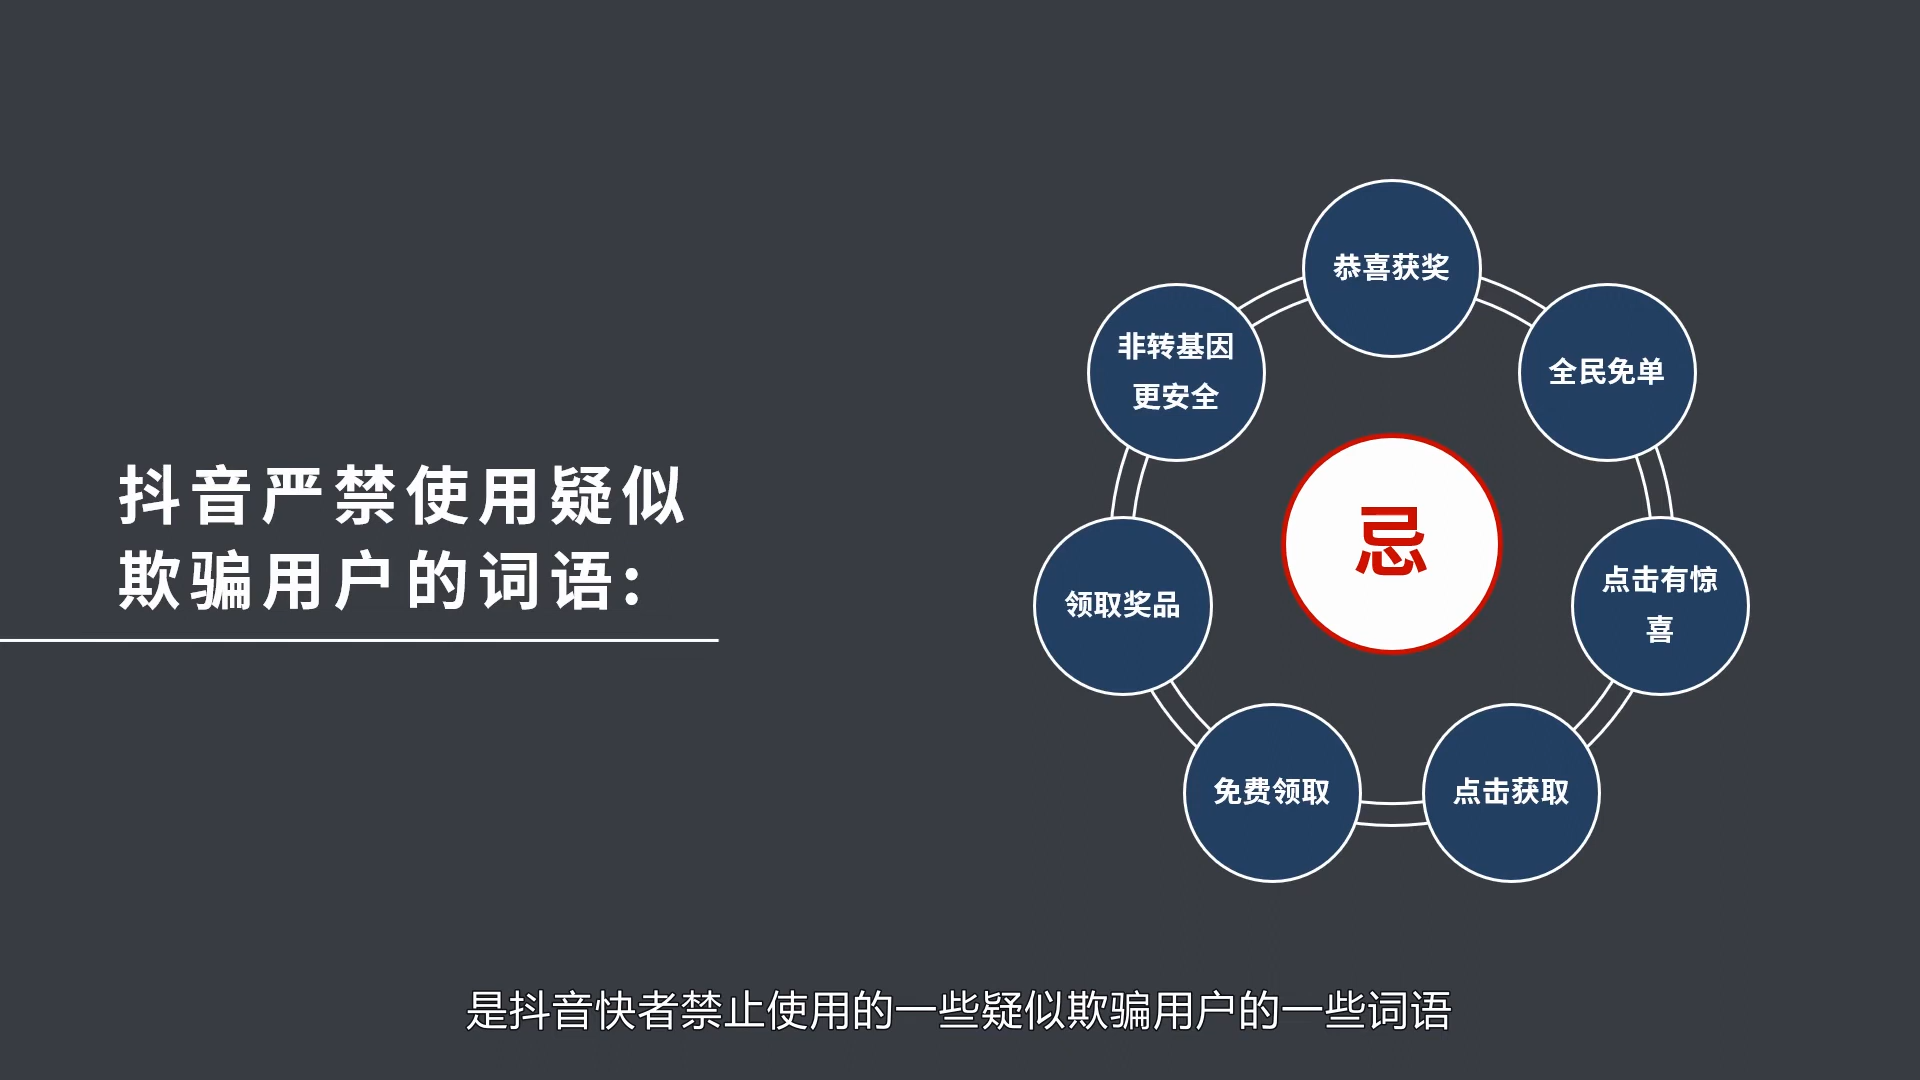 抖音严禁使用疑似
欺骗用户的词语:
恭喜获奖
全民免单
点击有惊
喜
点击获取
免费领取
领取奖品
非转基因
更安全
忌
是抖音快者禁止使用的一些疑似欺骗用户的一些词语